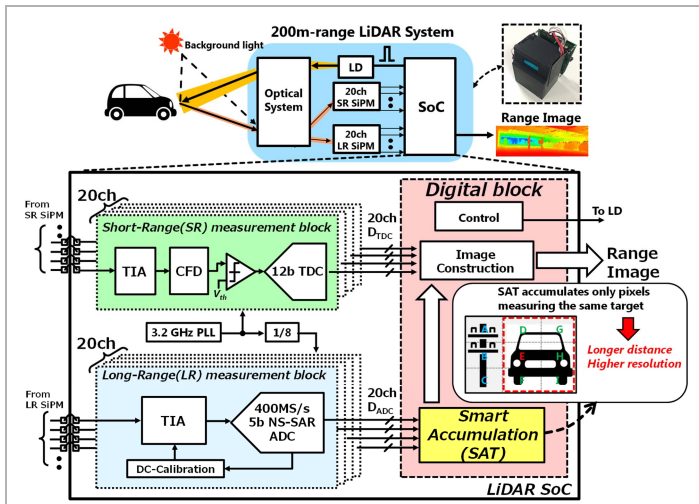 200m-range LiDAR System
Background light
LD
Optical
System
20ch
SR SiPM
20ch
LR SiPM
SoC
Range Image
20ch
From
SR SiPM
Short-Range(SR) measurement block
TIA
CFD
Vth
12b TDC
20ch
DTDC
Digital block
Control
To LD
Image
Construction
Range
Image
SAT accumulates only pixels
measuring the same target
A
B
C
D
G
E
H
F
Longer distance
Higher resolution
3.2 GHz PLL
1/8
20ch
From
LR SiPM
Long-Range(LR) measurement block
TIA
400MS/s
5b NS-SAR
ADC
DC-Calibration
20ch
DADC
Smart
Accumulation
(SAT)
LiDAR SoC